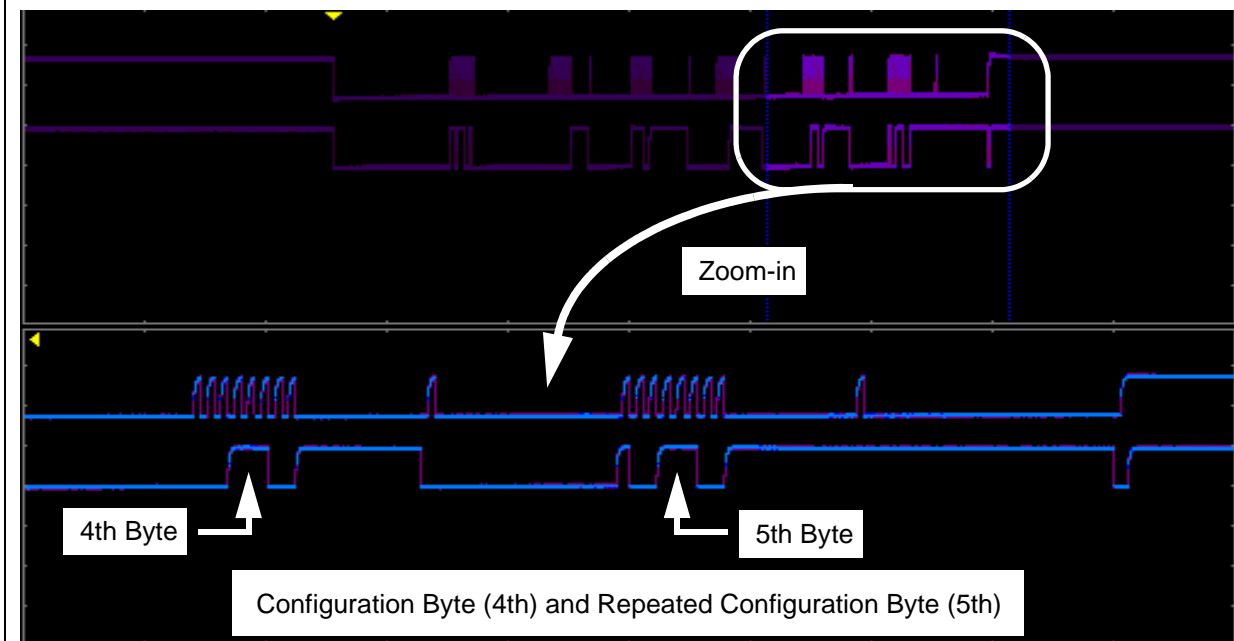 Zoom-in
4th Byte
5th Byte
Configuration Byte (4th) and Repeated Configuration Byte (5th)